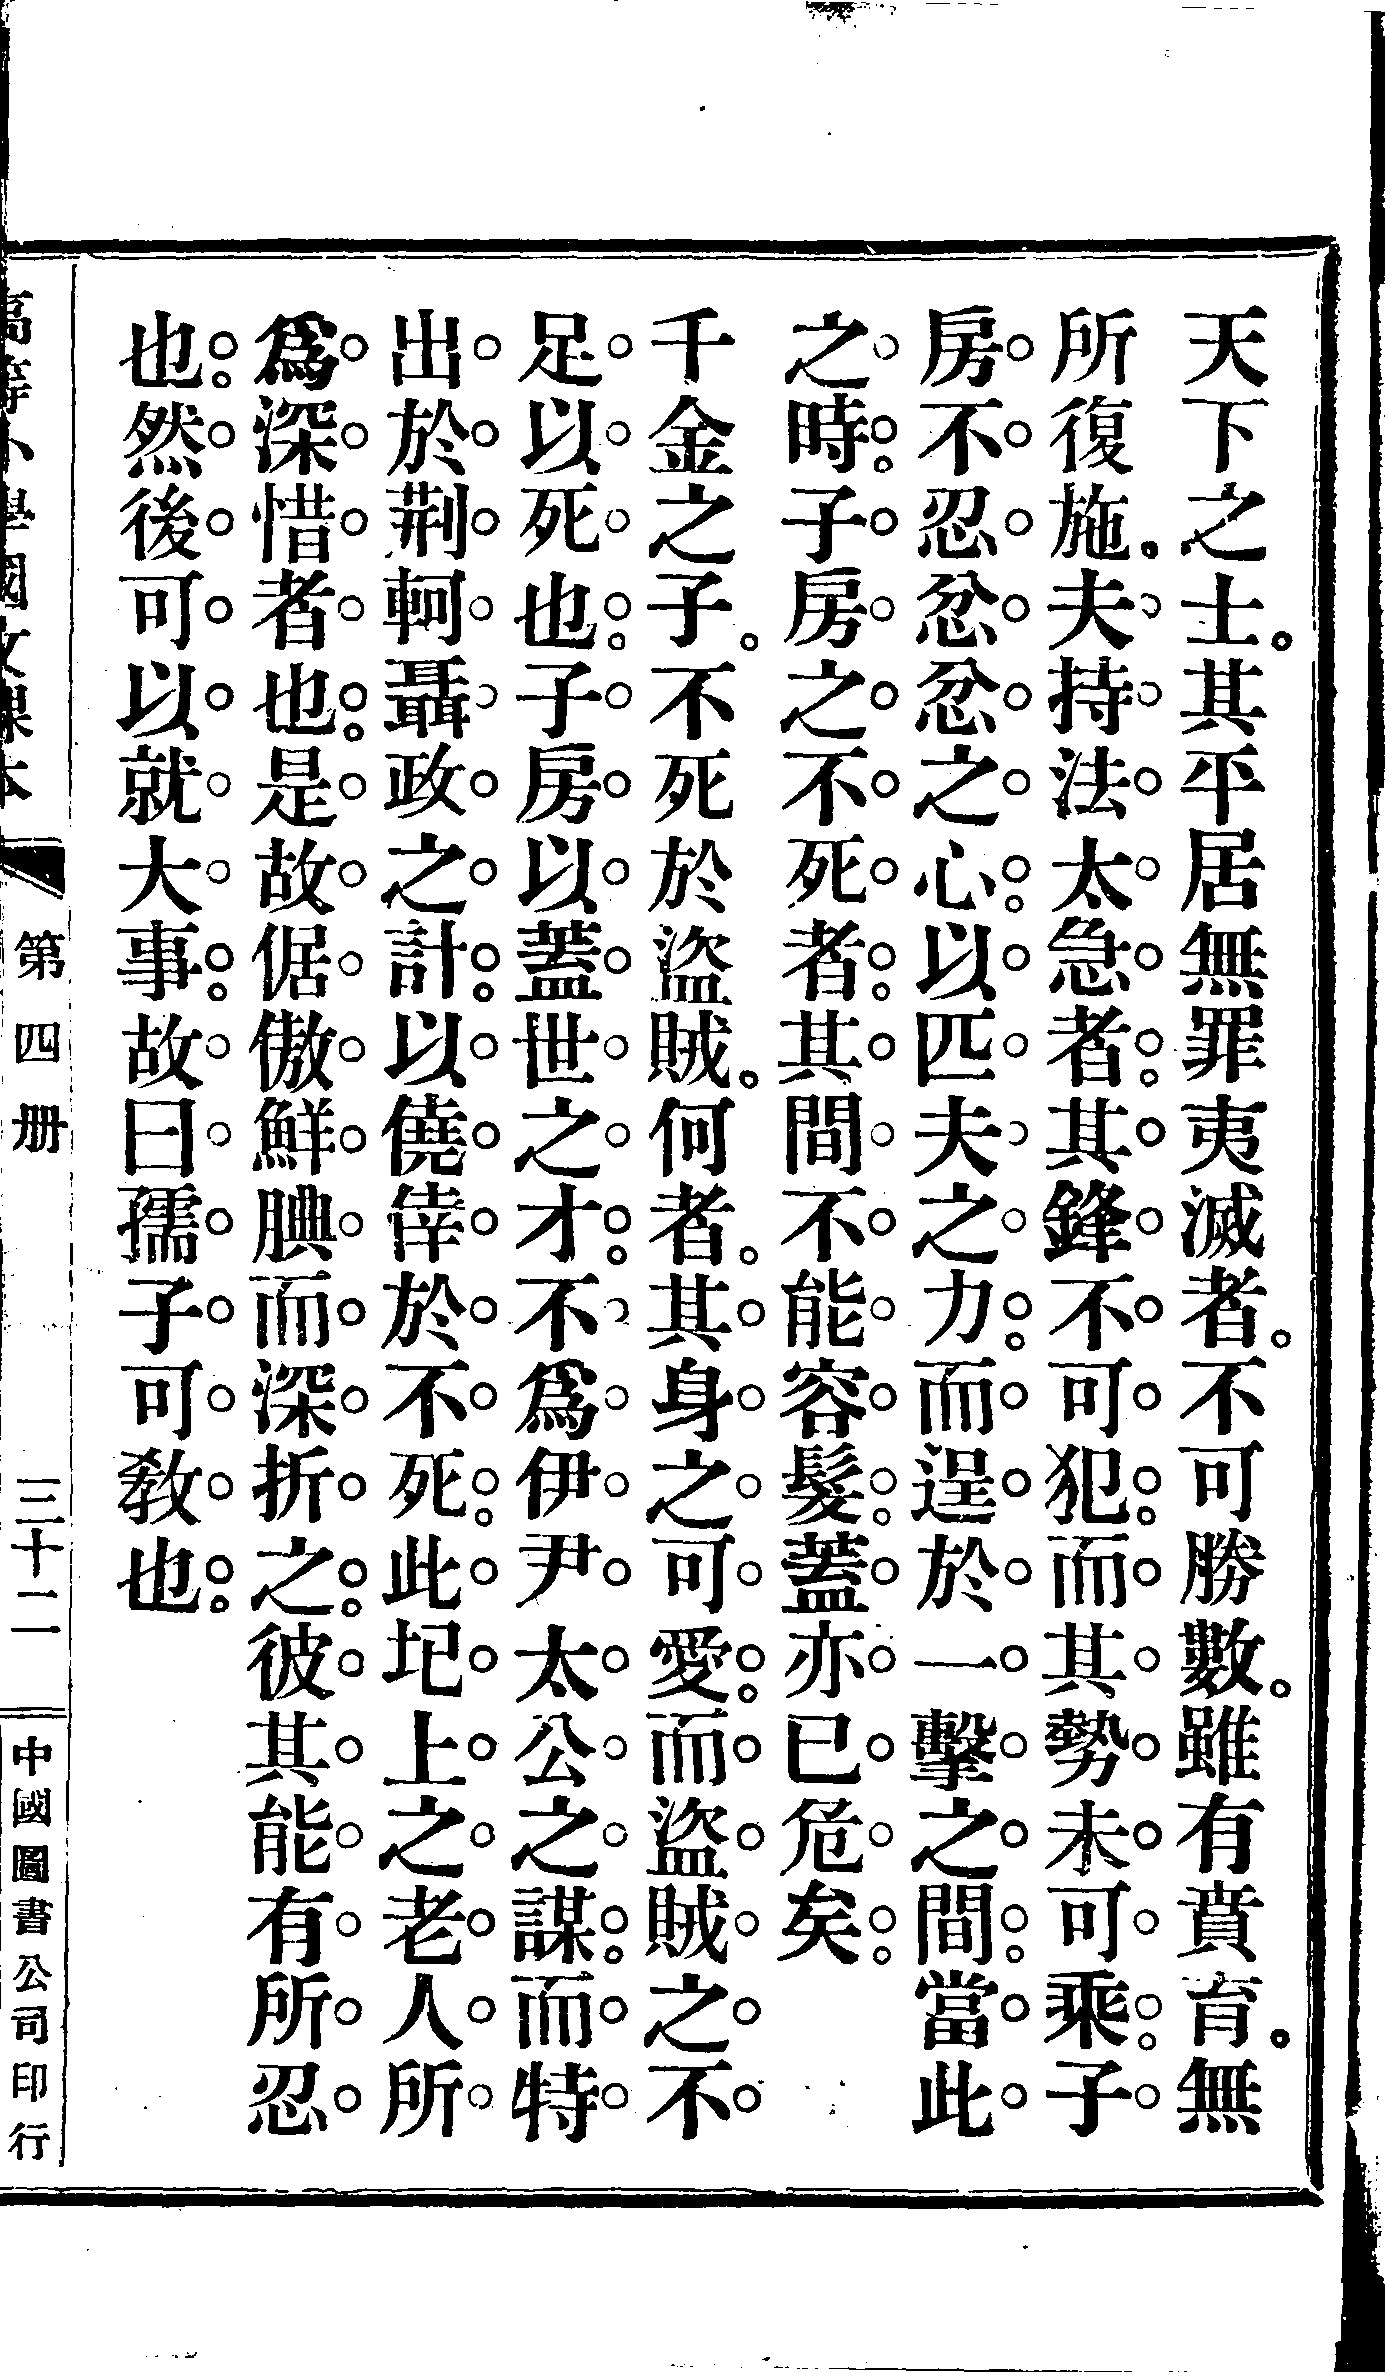 天下之士。其平居無罪夷滅者。不可勝數。雖有賁育。無
所復施。夫持法太急者。其鋒不可犯。而其勢未可乘。子
房不忍忿忿之心。以匹夫之力。而逞於一擊之間。當此
之時。子房之不死者。其間不能容髮。蓋亦已危矣。
千金之子。不死於盜賊。何者。其身之可愛。而盜賊之不
足以死也。子房以蓋世之才。不爲伊尹太公之謀。而特
出於荆軻聶政之計。以僥倖於不死。此圯上之老人所
爲深惜者也。是故倨傲鮮腆而深折之。彼其能有所忍
也。然後可以就大事。故曰孺子可敎也。
高等小學國文課本 第四册 三十二 中國圖書公司印行